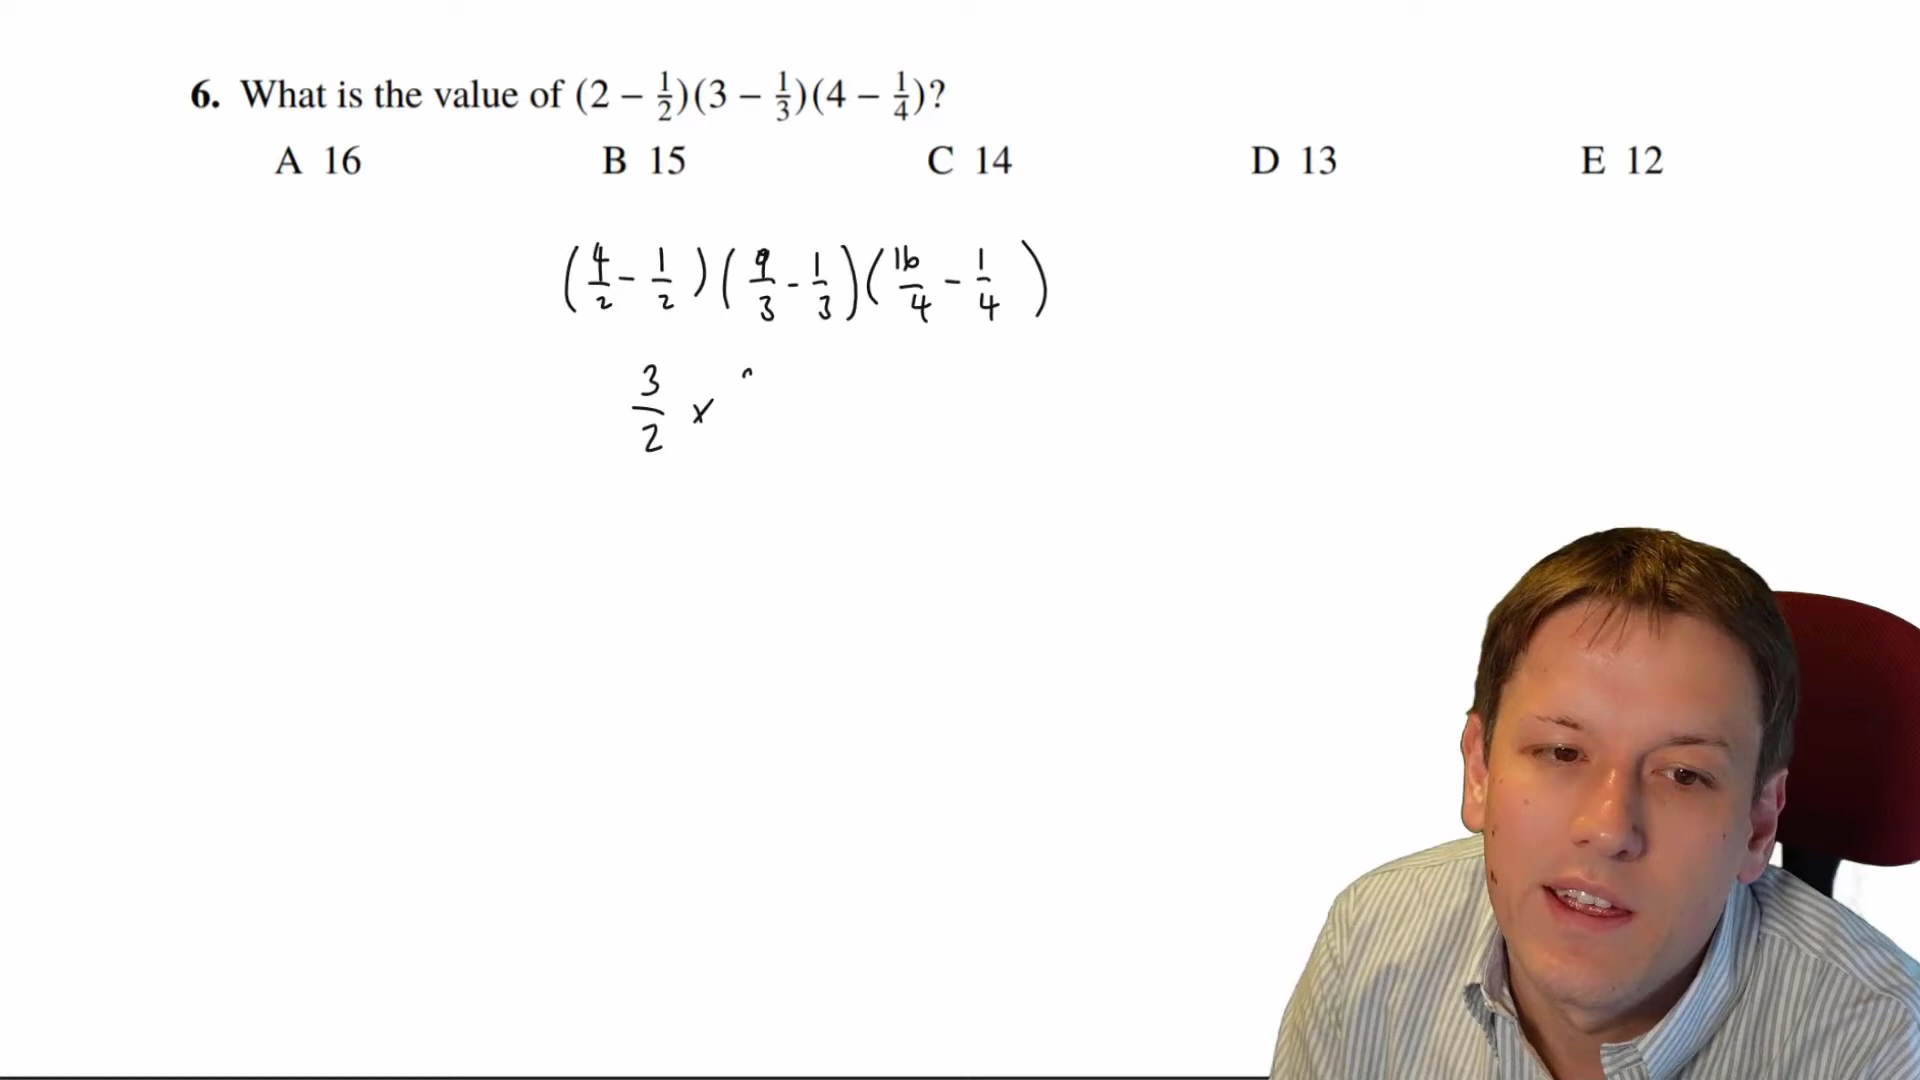 6. What is the value of (2 − 1/2)(3 − 1/3)(4 − 1/4)?
A 16 B 15 C 14 D 13 E 12
(4/2 - 1/2)(9/3 - 1/3)(16/4 - 1/4)
3/2 ×